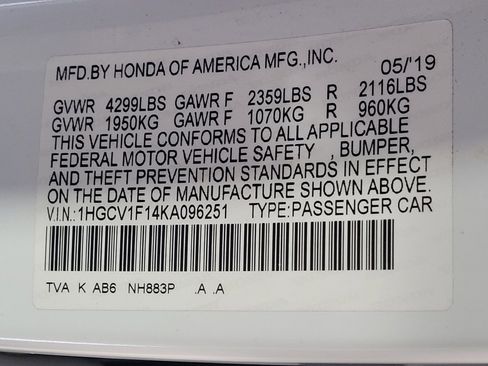 MFD.BY HONDA OF AMERICA MFG.,INC. 05/'19
GVWR 4299LBS GAWR F 2359LBS R 2116LBS
GVWR 1950KG GAWR F 1070KG R 960KG
THIS VEHICLE CONFORMS TO ALL APPLICABLE
FEDERAL MOTOR VEHICLE SAFETY , BUMPER,
AND THEFT PREVENTION STANDARDS IN EFFECT
ON THE DATE OF MANUFACTURE SHOWN ABOVE.
V.I.N.:1HGCV1F14KA096251 TYPE:PASSENGER CAR
TVA K AB6 NH883P .A .A